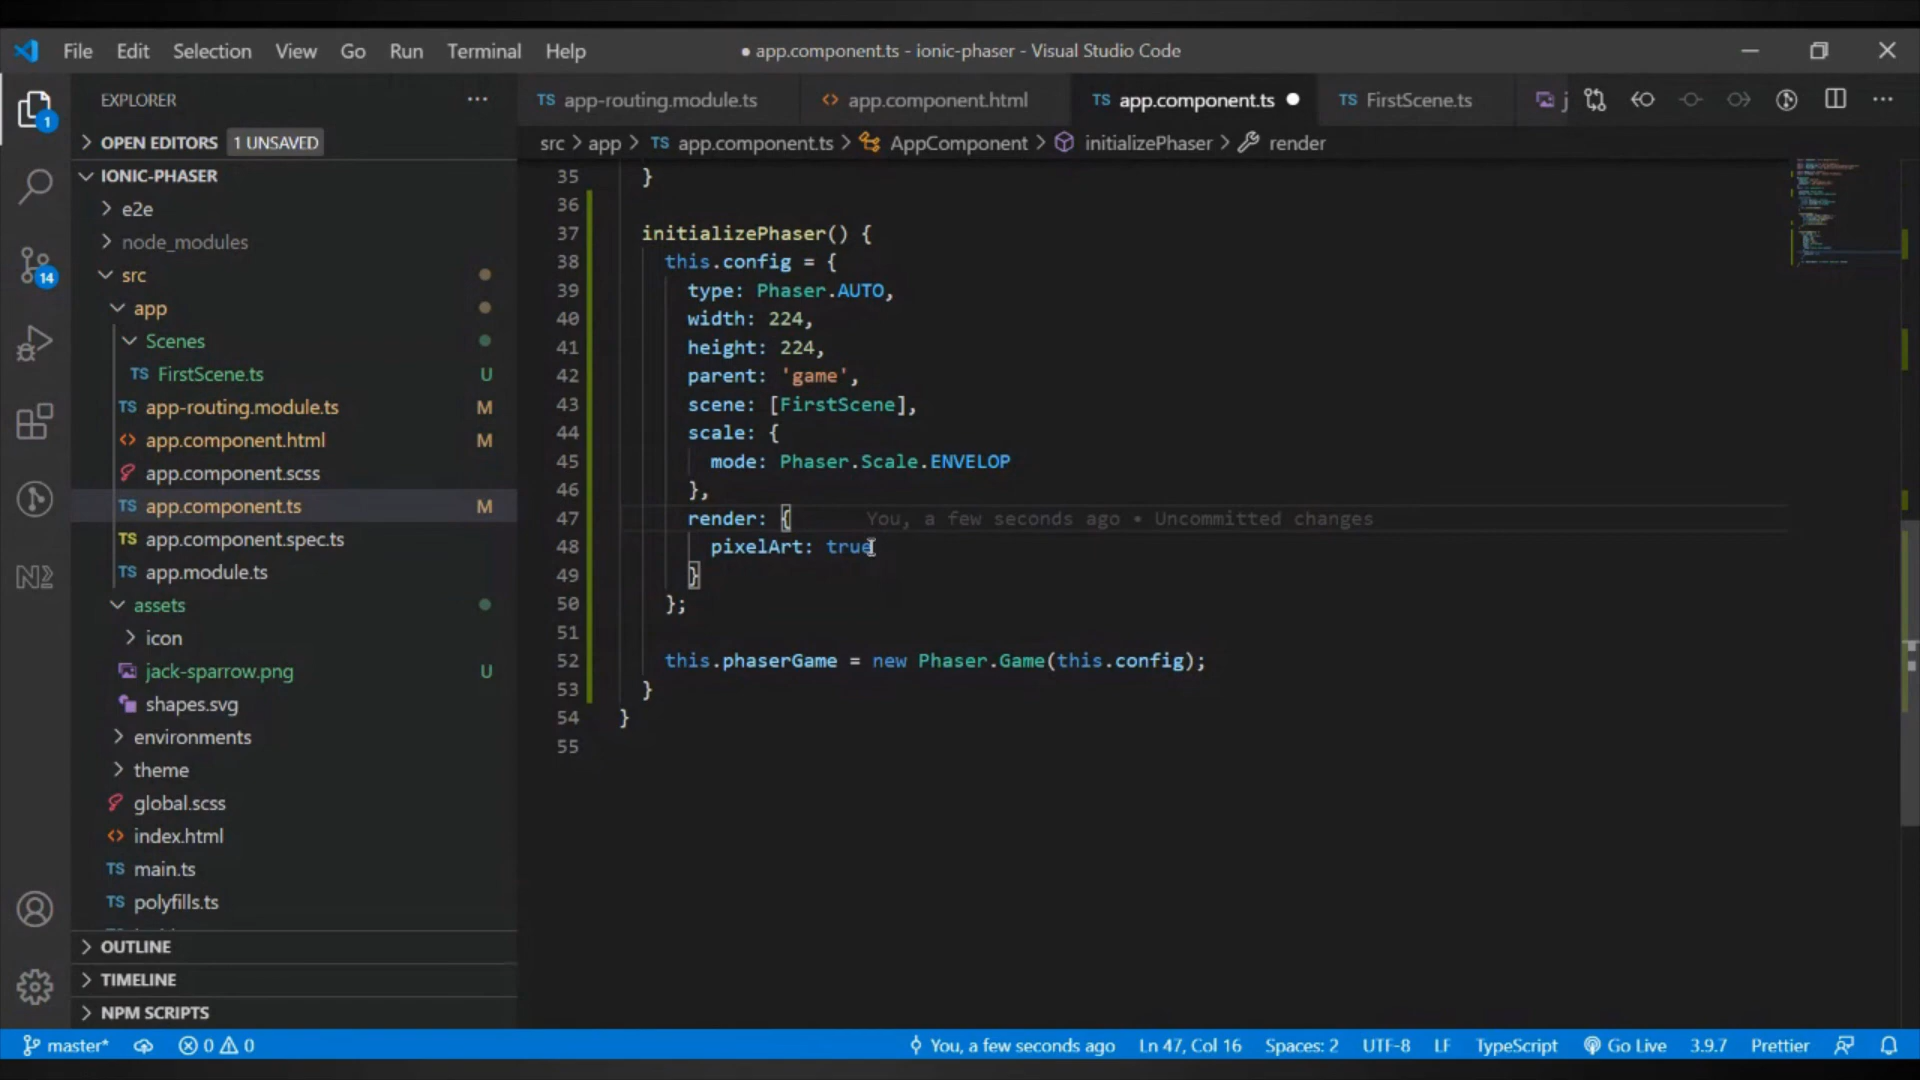 File Edit Selection View Go Run Terminal Help
● app.component.ts - ionic-phaser - Visual Studio Code
EXPLORER
OPEN EDITORS 1 UNSAVED
IONIC-PHASER
e2e
node_modules
src
app
Scenes
TS FirstScene.ts U
TS app-routing.module.ts M
<> app.component.html M
app.component.scss
TS app.component.ts M
TS app.component.spec.ts
TS app.module.ts
assets
icon
jack-sparrow.png U
shapes.svg
environments
theme
global.scss
<> index.html
TS main.ts
TS polyfills.ts
OUTLINE
TIMELINE
NPM SCRIPTS
1
14
TS app-routing.module.ts <> app.component.html TS app.component.ts ● TS FirstScene.ts j
src > app > TS app.component.ts > AppComponent > initializePhaser > render
35 }
36
37 initializePhaser() {
38 this.config = {
39 type: Phaser.AUTO,
40 width: 224,
41 height: 224,
42 parent: 'game',
43 scene: [FirstScene],
44 scale: {
45 mode: Phaser.Scale.ENVELOP
46 },
47 render: { You, a few seconds ago • Uncommitted changes
48 pixelArt: true
49 }
50 };
51
52 this.phaserGame = new Phaser.Game(this.config);
53 }
54 }
55
master* 0 0 You, a few seconds ago Ln 47, Col 16 Spaces: 2 UTF-8 LF TypeScript Go Live 3.9.7 Prettier